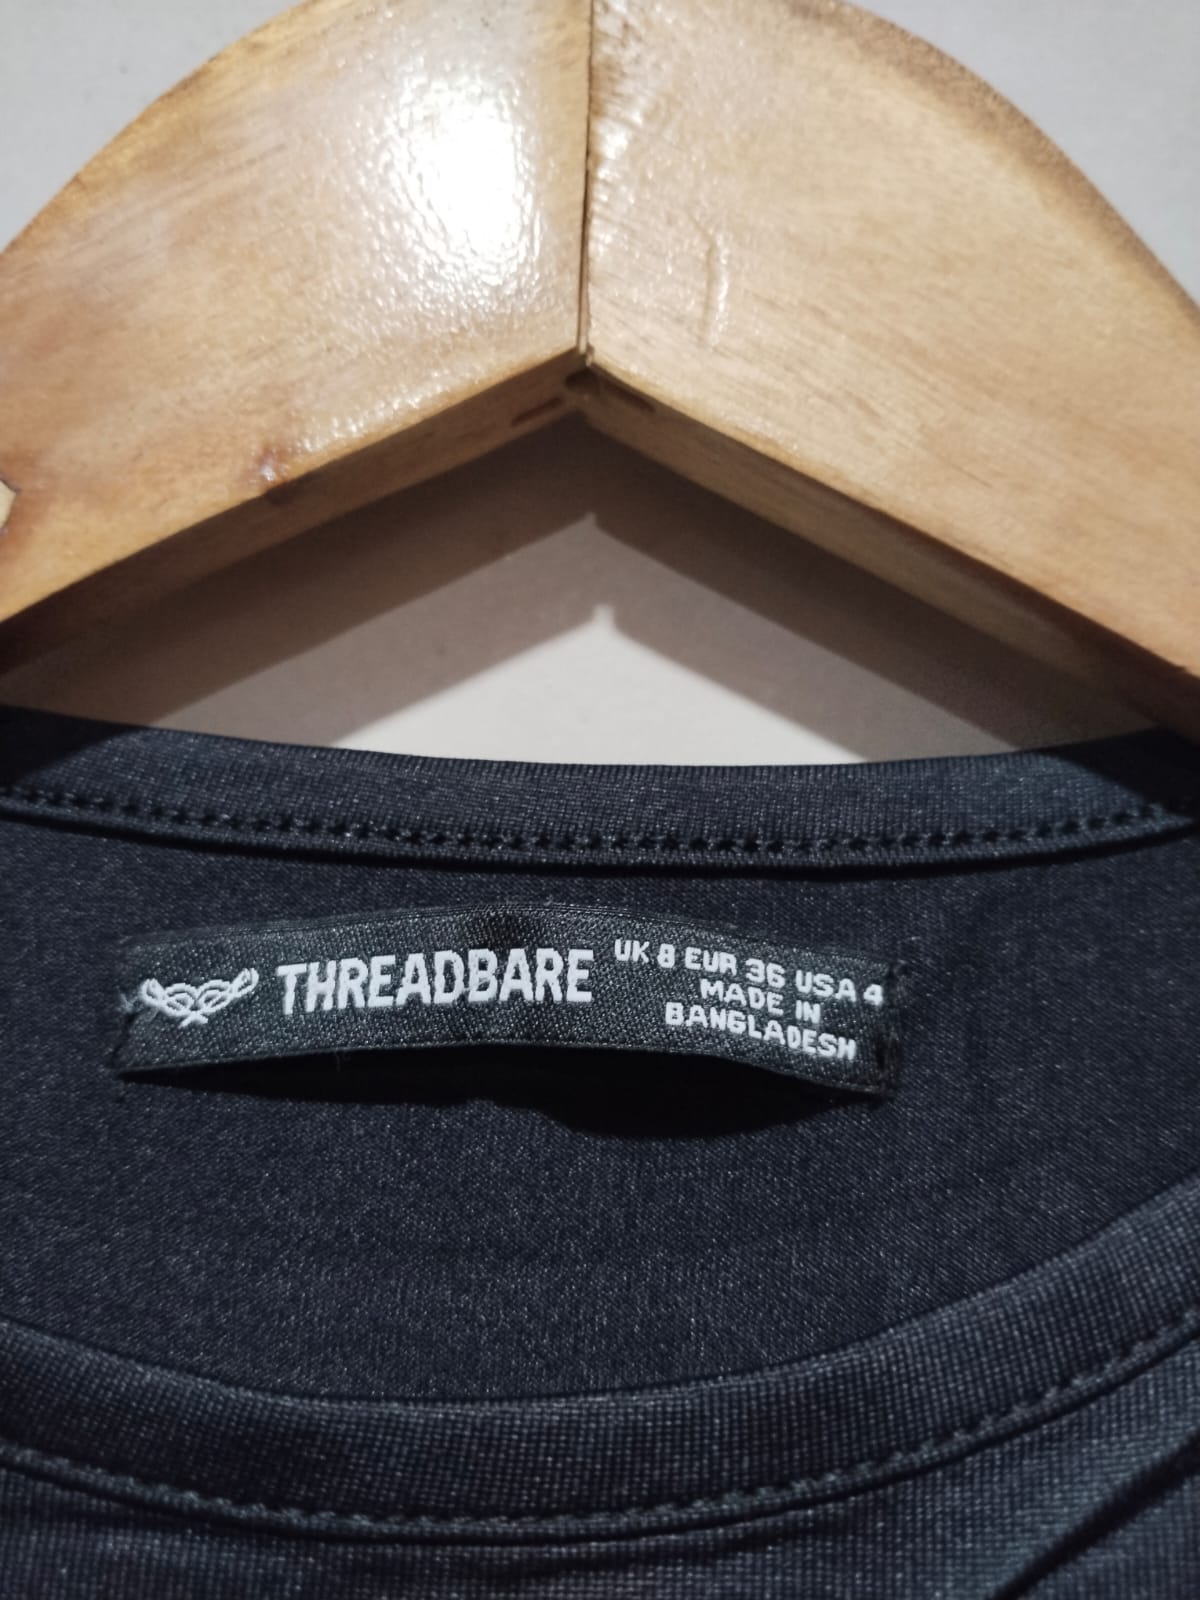 THREADBARE
UK 8 EUR 36 USA 4
MADE IN
BANGLADESH